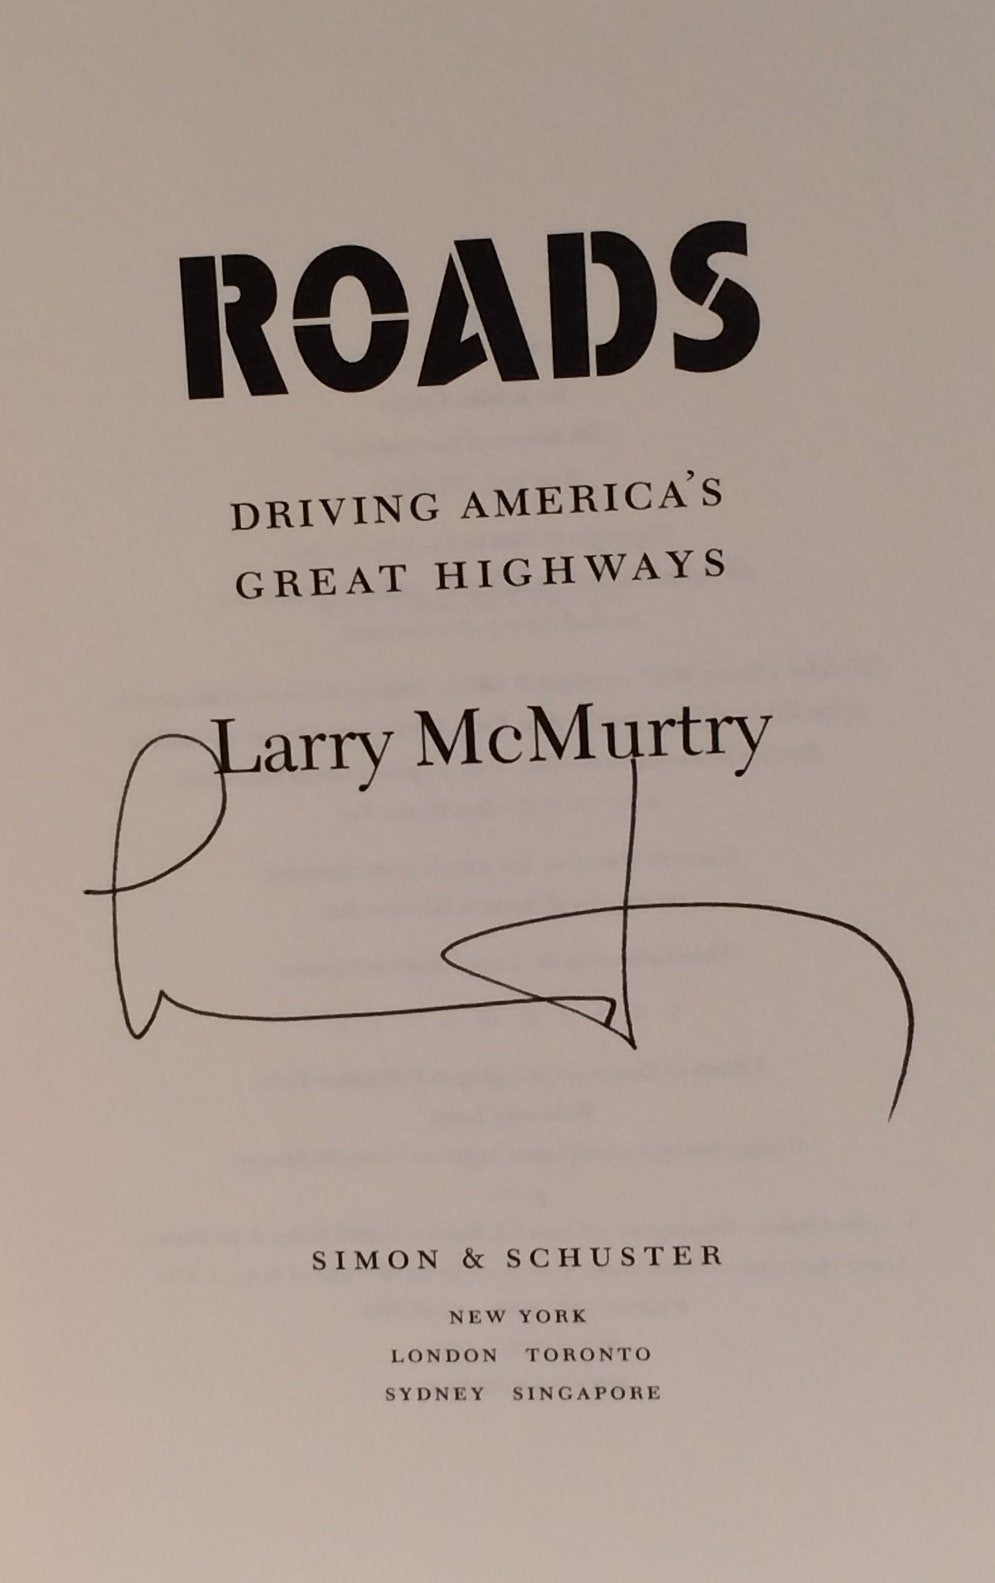 ROADS
DRIVING AMERICA'S
GREAT HIGHWAYS
Larry McMurtry
SIMON & SCHUSTER
NEW YORK
LONDON TORONTO
SYDNEY SINGAPORE